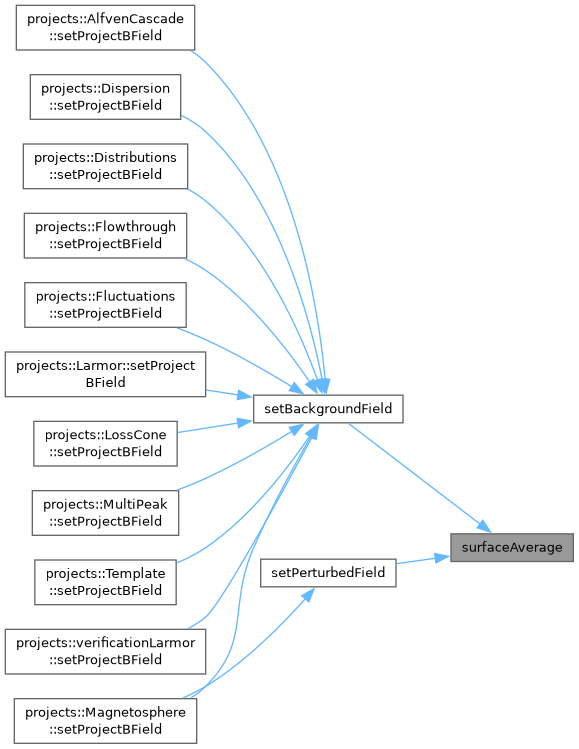 projects::AlfvenCascade
::setProjectBField
projects::Dispersion
::setProjectBField
projects::Distributions
::setProjectBField
projects::Flowthrough
::setProjectBField
projects::Fluctuations
::setProjectBField
projects::Larmor::setProject
BField
setBackgroundField
projects::LossCone
::setProjectBField
projects::MultiPeak
::setProjectBField
surfaceAverage
projects::Template
::setProjectBField
setPerturbedField
projects::verificationLarmor
::setProjectBField
projects::Magnetosphere
::setProjectBField